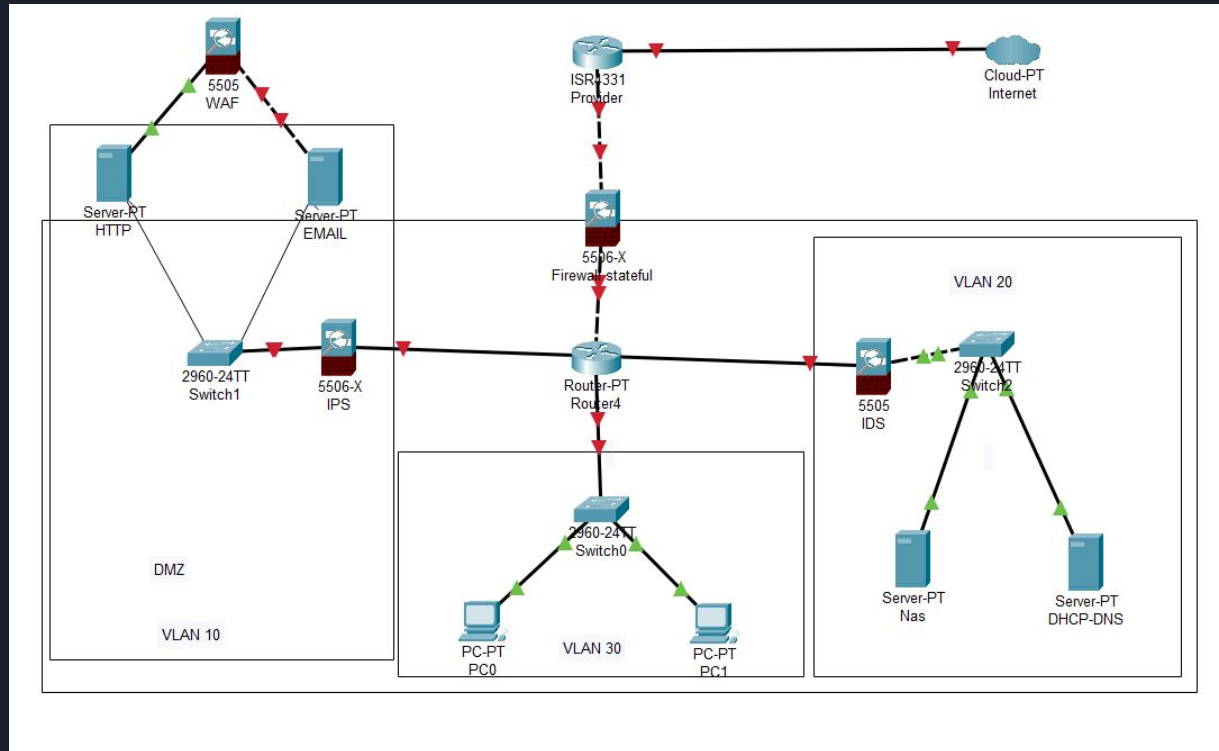 5505
WAF
ISR4331
Provider
Cloud-PT
Internet
Server-PT
HTTP
Server-PT
EMAIL
5506-X
Firewall stateful
VLAN 20
2960-24TT
Switch1
5506-X
IPS
Router-PT
Router4
5505
IDS
2960-24TT
Switch2
2960-24TT
Switch0
DMZ
VLAN 10
PC-PT
PC0
VLAN 30
PC-PT
PC1
Server-PT
Nas
Server-PT
DHCP-DNS